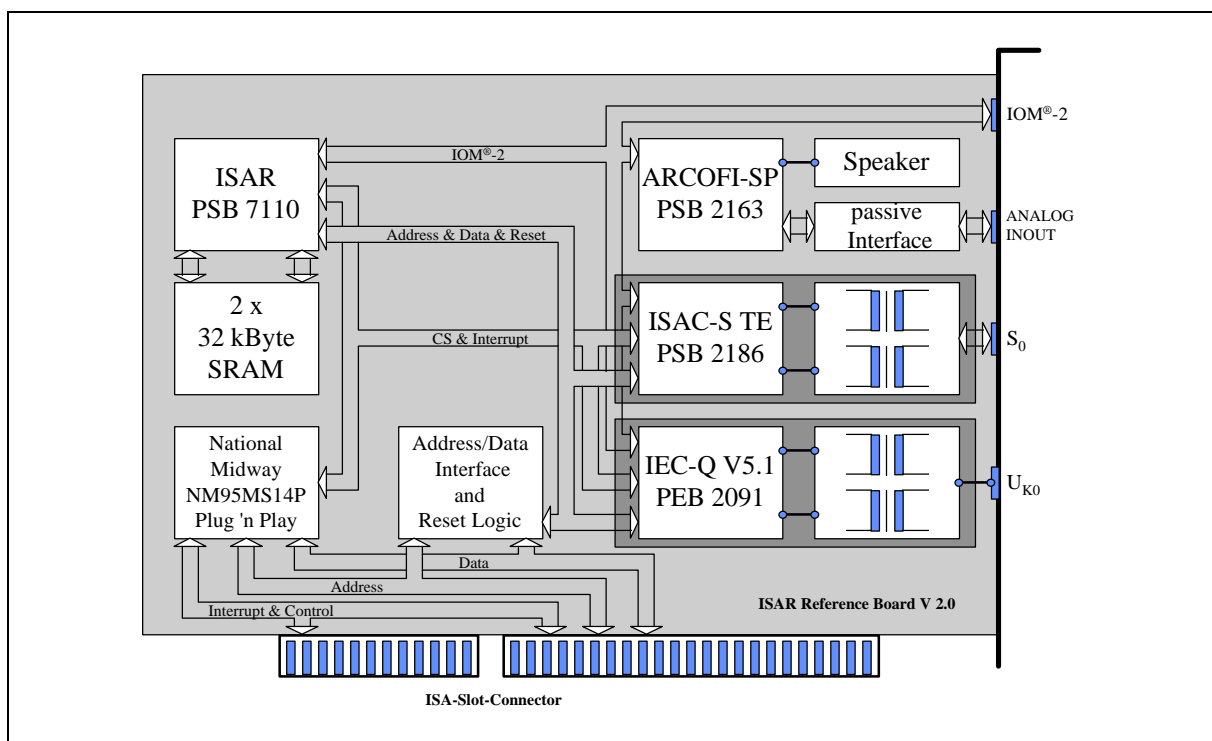 IOM®-2
IOM®-2
ISAR
PSB 7110
ARCOFI-SP
PSB 2163
Speaker
passive
Interface
ANALOG
INOUT
Address & Data & Reset
2 x
32 kByte
SRAM
CS & Interrupt
ISAC-S TE
PSB 2186
S0
National
Midway
NM95MS14P
Plug 'n Play
Address/Data
Interface
and
Reset Logic
IEC-Q V5.1
PEB 2091
UK0
Data
Address
Interrupt & Control
ISAR Reference Board V 2.0
ISA-Slot-Connector